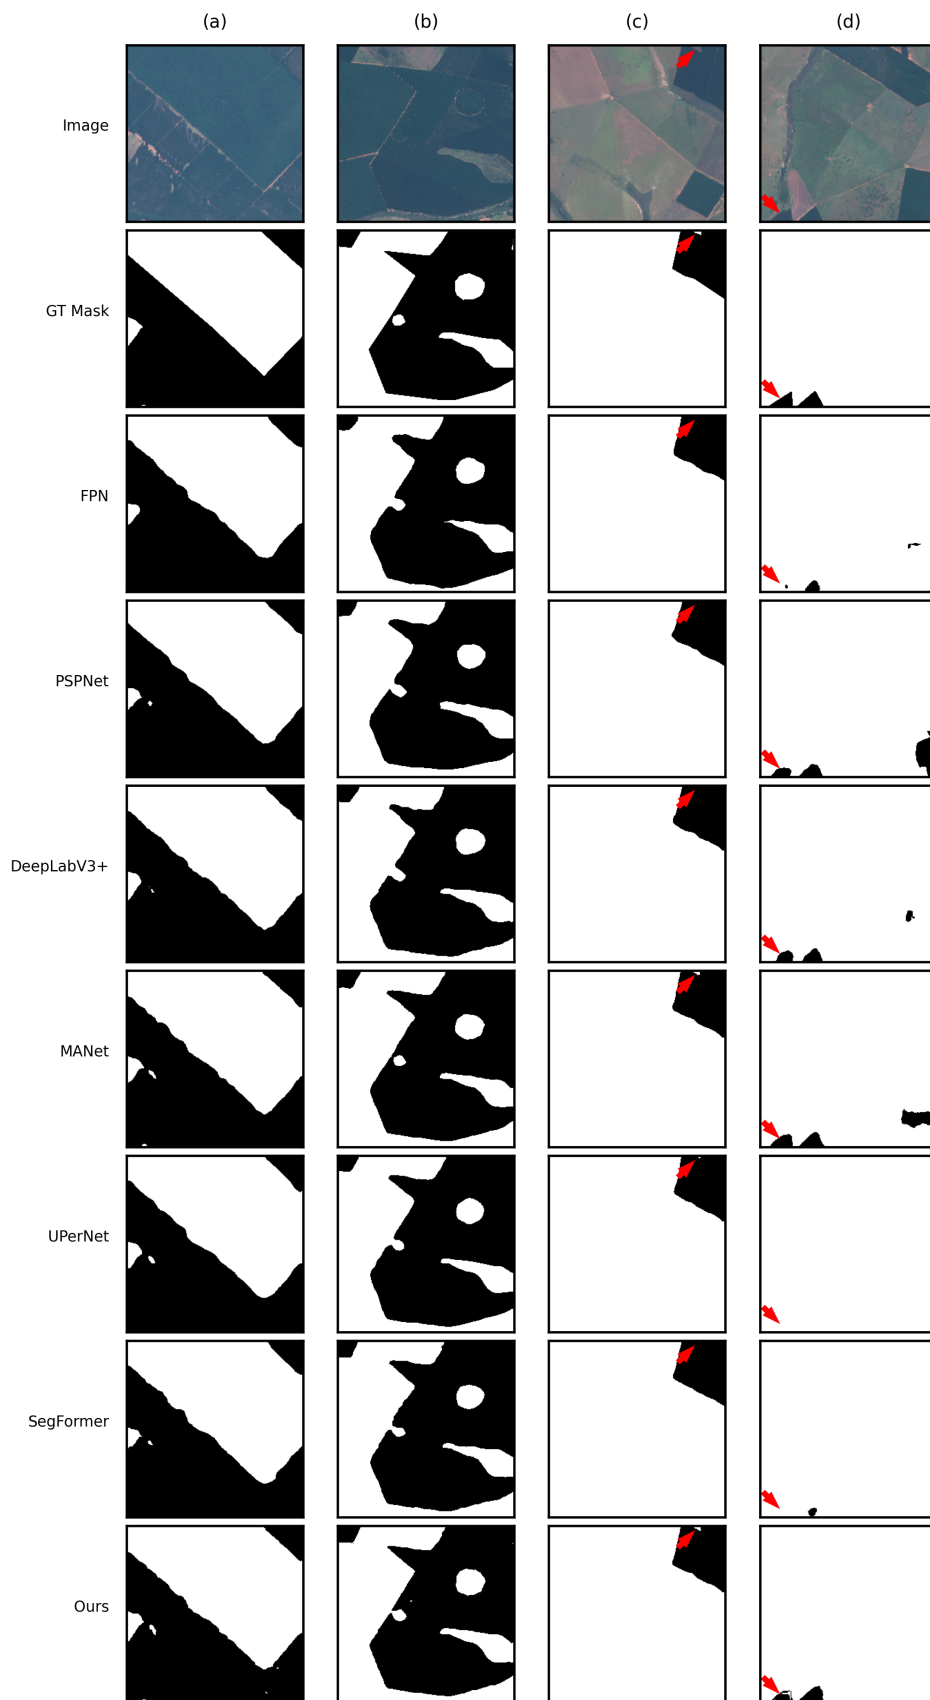 (a) (b) (c) (d)
Image
GT Mask
FPN
PSPNet
DeepLabV3+
MANet
UPerNet
SegFormer
Ours